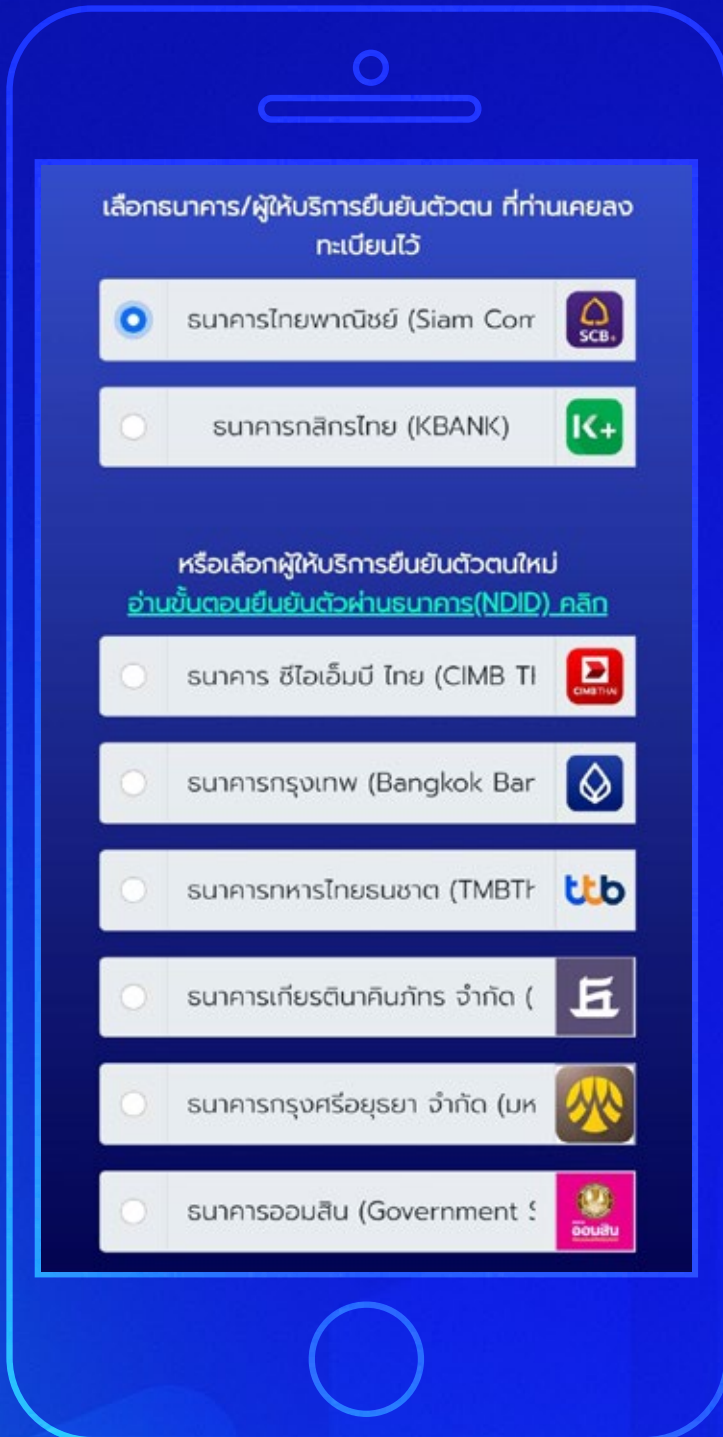 เลือกธนาคาร/ผู้ให้บริการยืนยันตัวตน ที่ท่านเคยลง
ทะเบียนไว้
ธนาคารไทยพาณิชย์ (Siam Com
SCB
ธนาคารกสิกรไทย (KBANK)
K+
หรือเลือกผู้ให้บริการยืนยันตัวตนใหม่
อ่านขั้นตอนยืนยันตัวผ่านธนาคาร(NDID) คลิก
ธนาคาร ซีไอเอ็มบี ไทย (CIMB Th
CIMB THAI
ธนาคารกรุงเทพ (Bangkok Ban
ธนาคารทหารไทยธนชาต (TMBTh
ttb
ธนาคารเกียรตินาคินภัทร จำกัด (
ธนาคารกรุงศรีอยุธยา จำกัด (มห
ธนาคารออมสิน (Government S
ออมสิน